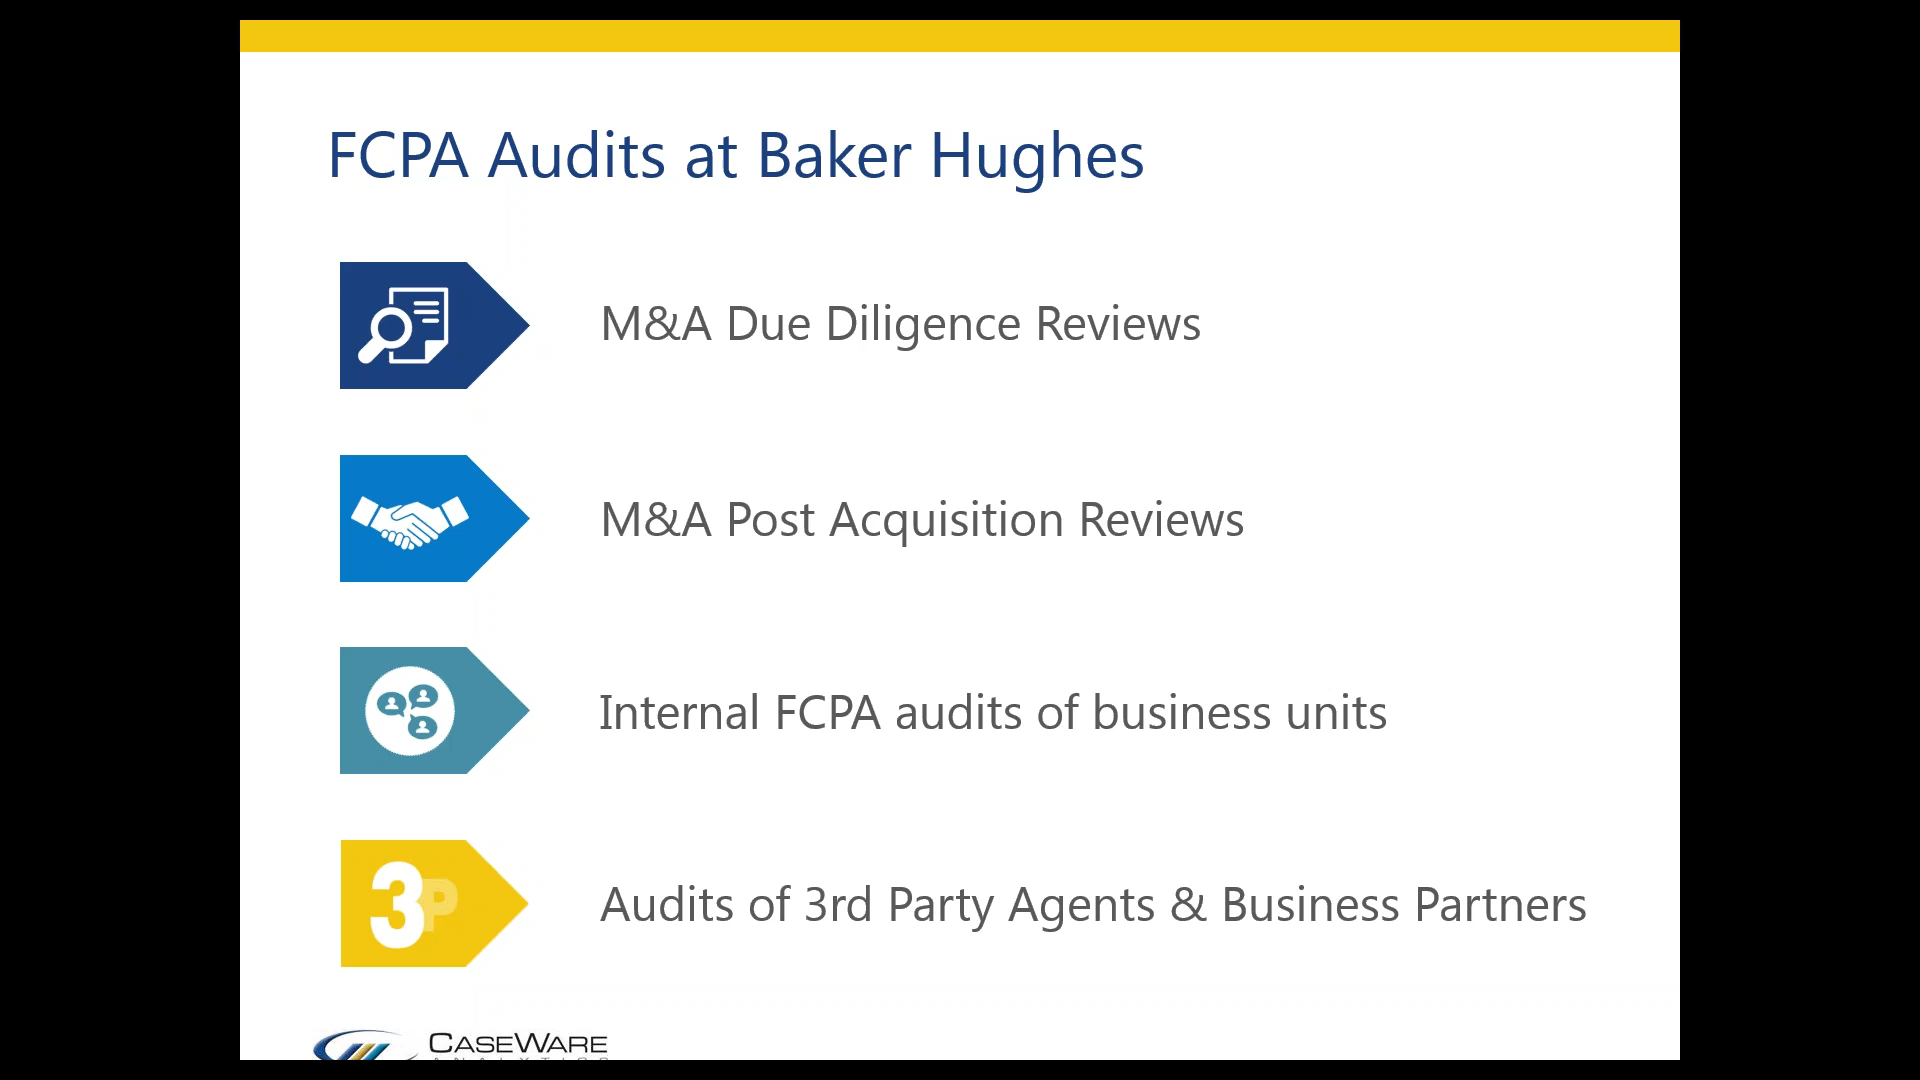 FCPA Audits at Baker Hughes
M&A Due Diligence Reviews
M&A Post Acquisition Reviews
Internal FCPA audits of business units
3P
Audits of 3rd Party Agents & Business Partners
CASEWARE